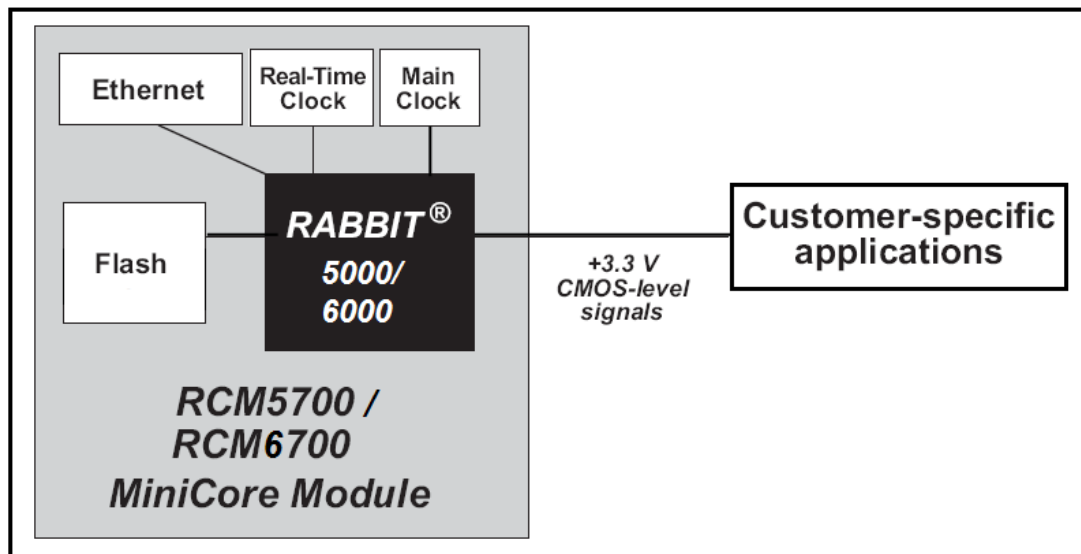 Ethernet
Real-Time
Clock
Main
Clock
Flash
RABBIT®
5000/
6000
+3.3 V
CMOS-level
signals
Customer-specific
applications
RCM5700 /
RCM6700
MiniCore Module